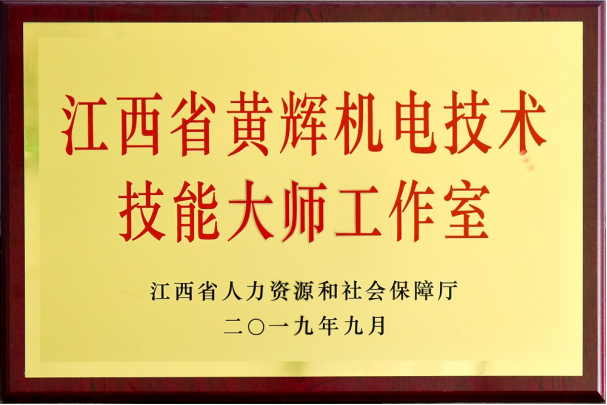 江西省黄辉机电技术
技能大师工作室
江西省人力资源和社会保障厅
二〇一九年九月